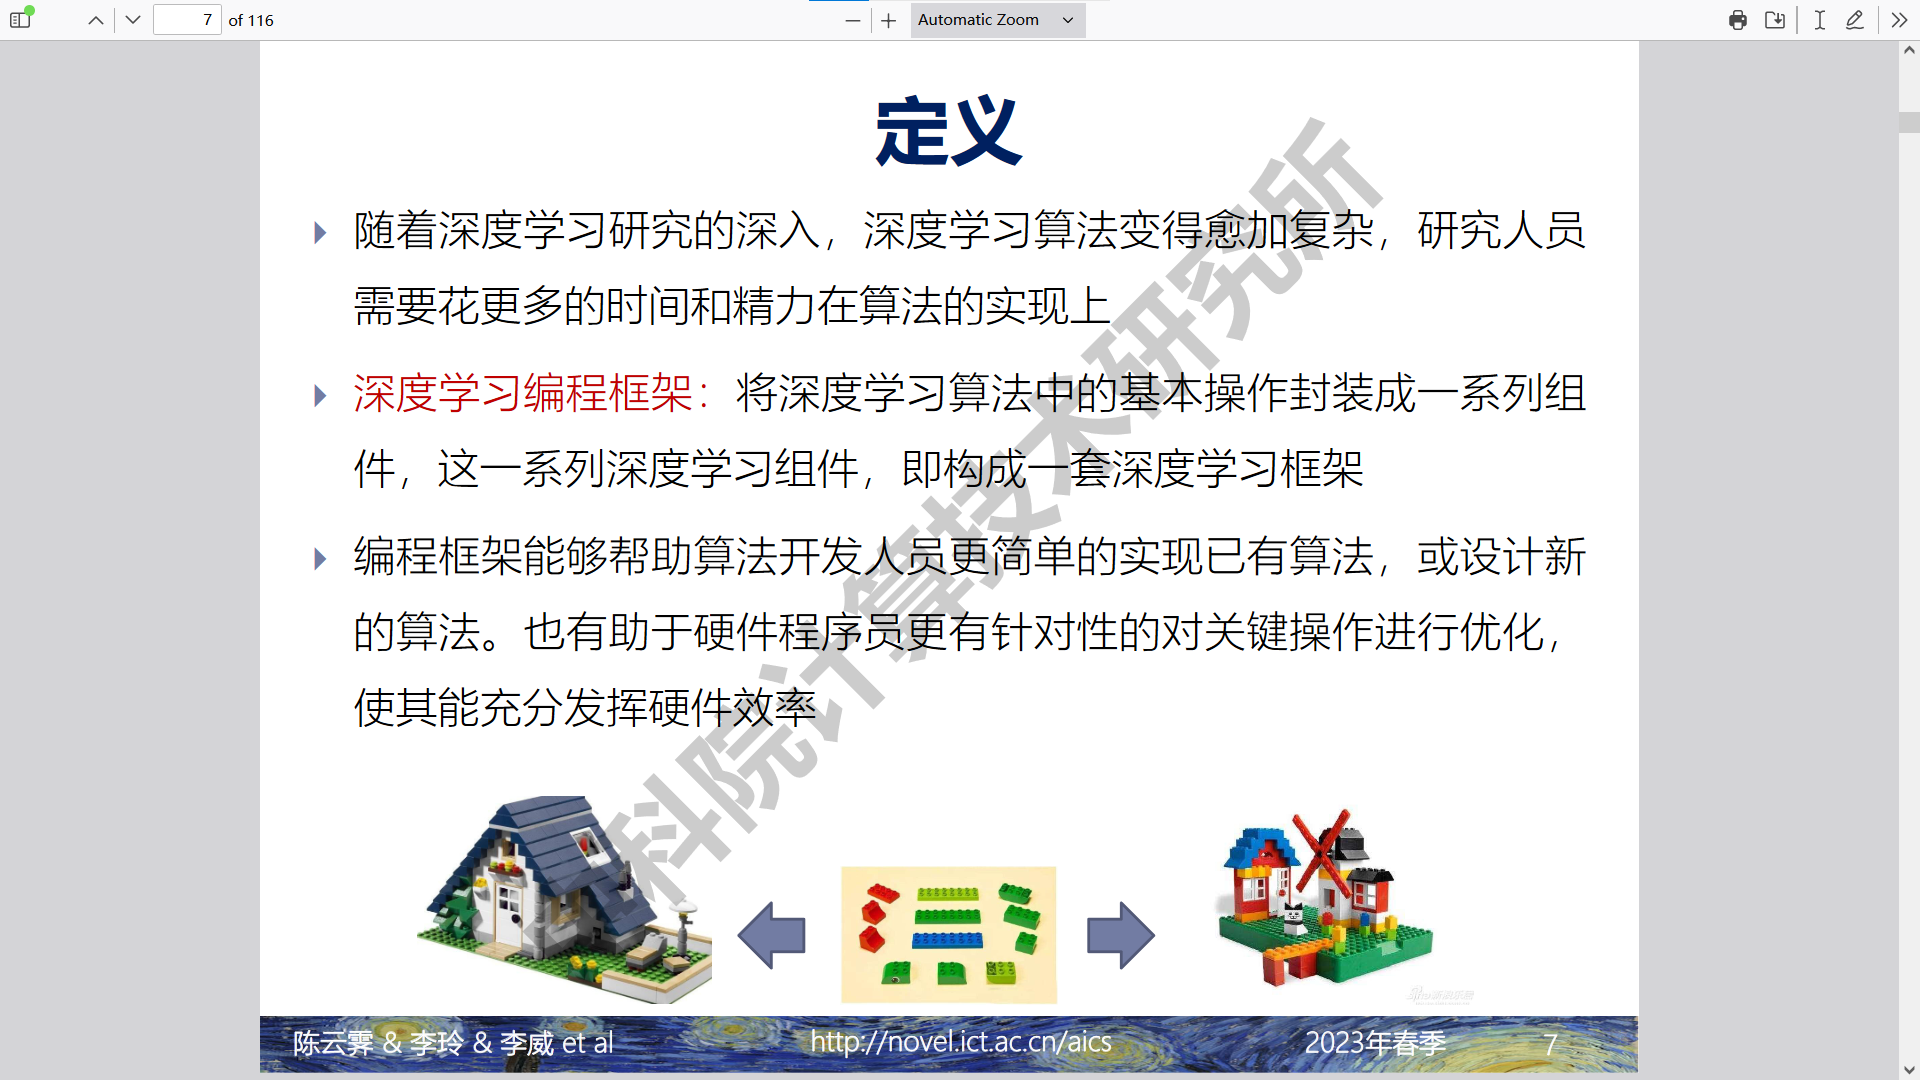 7 of 116 Automatic Zoom
定义
随着深度学习研究的深入，深度学习算法变得愈加复杂，研究人员
需要花更多的时间和精力在算法的实现上
深度学习编程框架：将深度学习算法中的基本操作封装成一系列组
件，这一系列深度学习组件，即构成一套深度学习框架
编程框架能够帮助算法开发人员更简单的实现已有算法，或设计新
的算法。也有助于硬件程序员更有针对性的对关键操作进行优化，
使其能充分发挥硬件效率
科院计算技术研究所
陈云霁 & 李玲 & 李威 et al http://novel.ict.ac.cn/aics 2023年春季 7